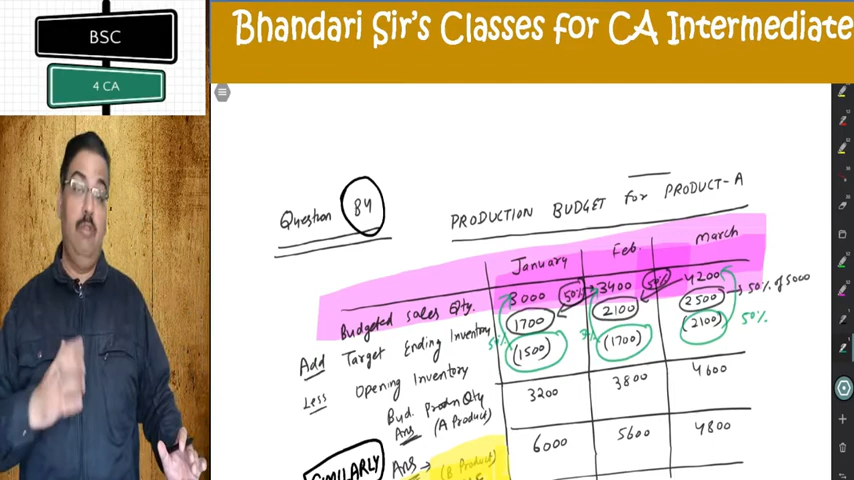 BSC
4 CA
Bhandari Sir's Classes for CA Intermediate
Question 84
PRODUCTION BUDGET for PRODUCT-A
January Feb. March
Budgeted Sales Qty. 3000 50% 3400 50% 4200
Add Target Ending Inventory 1700 2100 2500 → 50% of 5000
Less Opening Inventory 50% (1500) (1700) (2100) 50%
Bud. Prodn Qty (A Product) 3200 3800 4600
Ans
SIMILARLY Ans → (B Product) 6000 5600 4800